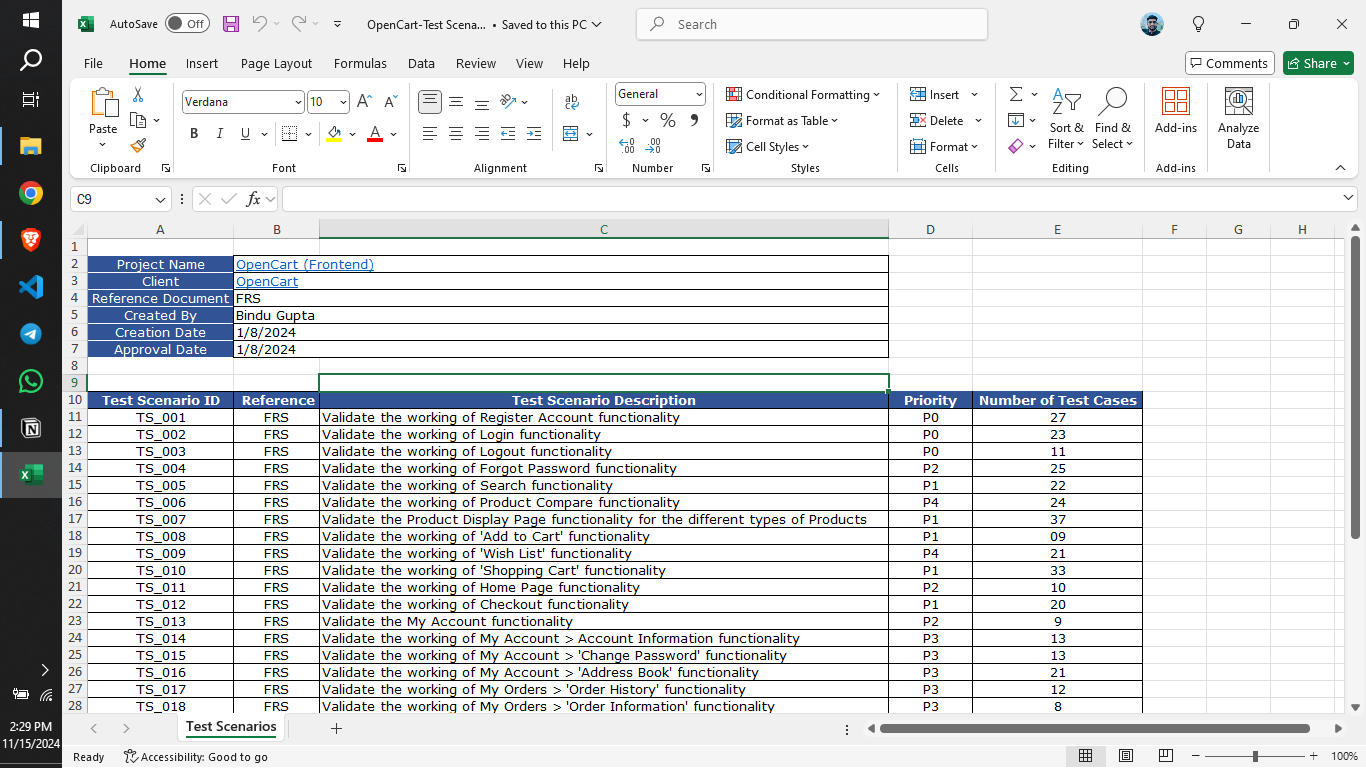 AutoSave Off OpenCart-Test Scena... • Saved to this PC Search
File Home Insert Page Layout Formulas Data Review View Help Comments Share
Paste Verdana 10 General Conditional Formatting Insert
B I U A ab $ % Format as Table Delete Sort & Filter Find & Select Add-ins Analyze Data
Cell Styles Format
Clipboard Font Alignment Number Styles Cells Editing Add-ins
C9 fx
A B C D E F G H
1
2 Project Name OpenCart (Frontend)
3 Client OpenCart
4 Reference Document FRS
5 Created By Bindu Gupta
6 Creation Date 1/8/2024
7 Approval Date 1/8/2024
8
9
10 Test Scenario ID Reference Test Scenario Description Priority Number of Test Cases
11 TS_001 FRS Validate the working of Register Account functionality P0 27
12 TS_002 FRS Validate the working of Login functionality P0 23
13 TS_003 FRS Validate the working of Logout functionality P0 11
14 TS_004 FRS Validate the working of Forgot Password functionality P2 25
15 TS_005 FRS Validate the working of Search functionality P1 22
16 TS_006 FRS Validate the working of Product Compare functionality P4 24
17 TS_007 FRS Validate the Product Display Page functionality for the different types of Products P1 37
18 TS_008 FRS Validate the working of 'Add to Cart' functionality P1 09
19 TS_009 FRS Validate the working of 'Wish List' functionality P4 21
20 TS_010 FRS Validate the working of 'Shopping Cart' functionality P1 33
21 TS_011 FRS Validate the working of Home Page functionality P2 10
22 TS_012 FRS Validate the working of Checkout functionality P1 20
23 TS_013 FRS Validate the My Account functionality P2 9
24 TS_014 FRS Validate the working of My Account > Account Information functionality P3 13
25 TS_015 FRS Validate the working of My Account > 'Change Password' functionality P3 13
26 TS_016 FRS Validate the working of My Account > 'Address Book' functionality P3 21
27 TS_017 FRS Validate the working of My Orders > 'Order History' functionality P3 12
28 TS_018 FRS Validate the working of My Orders > 'Order Information' functionality P3 8
Test Scenarios
Ready Accessibility: Good to go 100%
2:29 PM
11/15/2024